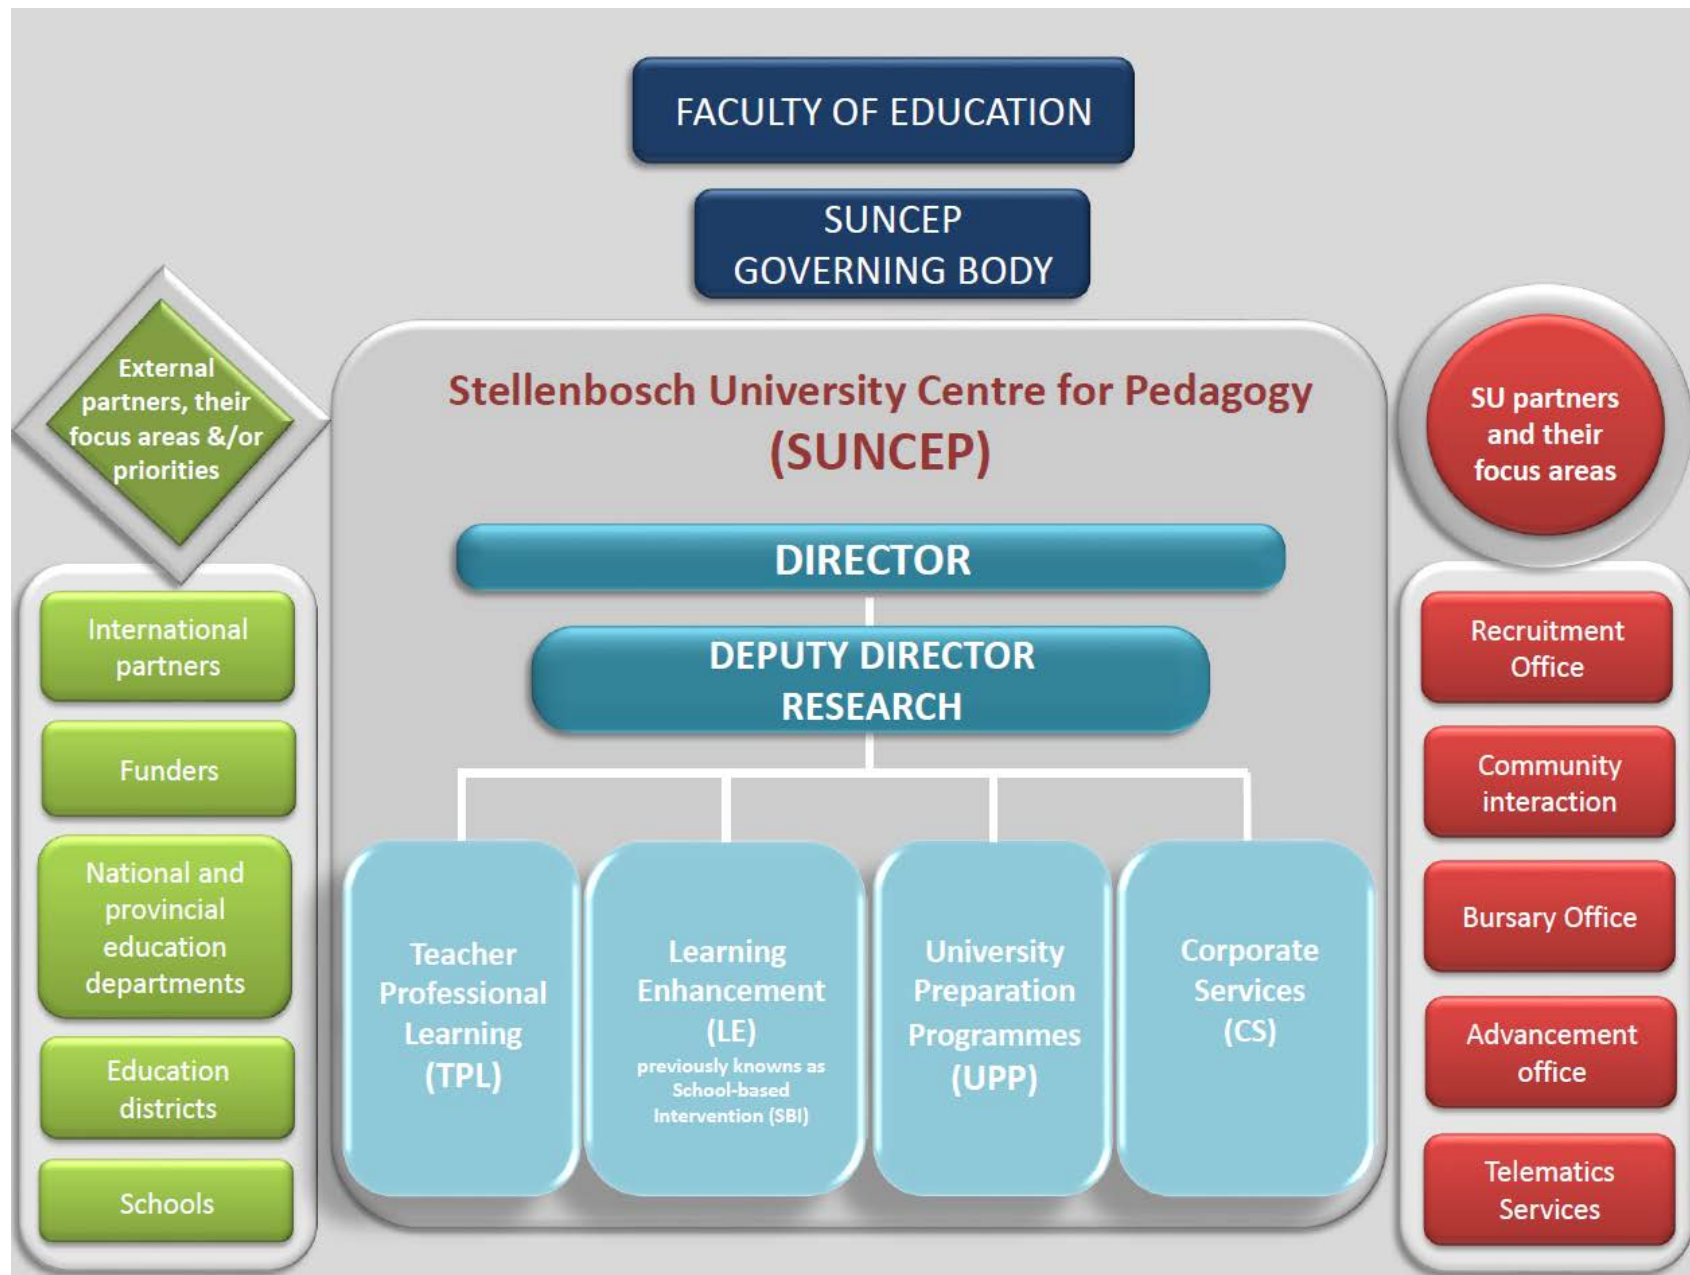 FACULTY OF EDUCATION
SUNCEP
GOVERNING BODY
External
partners, their
focus areas &/or
priorities
International
partners
Funders
National and
provincial
education
departments
Education
districts
Schools
Stellenbosch University Centre for Pedagogy
(SUNCEP)
DIRECTOR
DEPUTY DIRECTOR
RESEARCH
Teacher
Professional
Learning
(TPL)
Learning
Enhancement
(LE)
previously knowns as
School-based
Intervention (SBI)
University
Preparation
Programmes
(UPP)
Corporate
Services
(CS)
SU partners
and their
focus areas
Recruitment
Office
Community
interaction
Bursary Office
Advancement
office
Telematics
Services